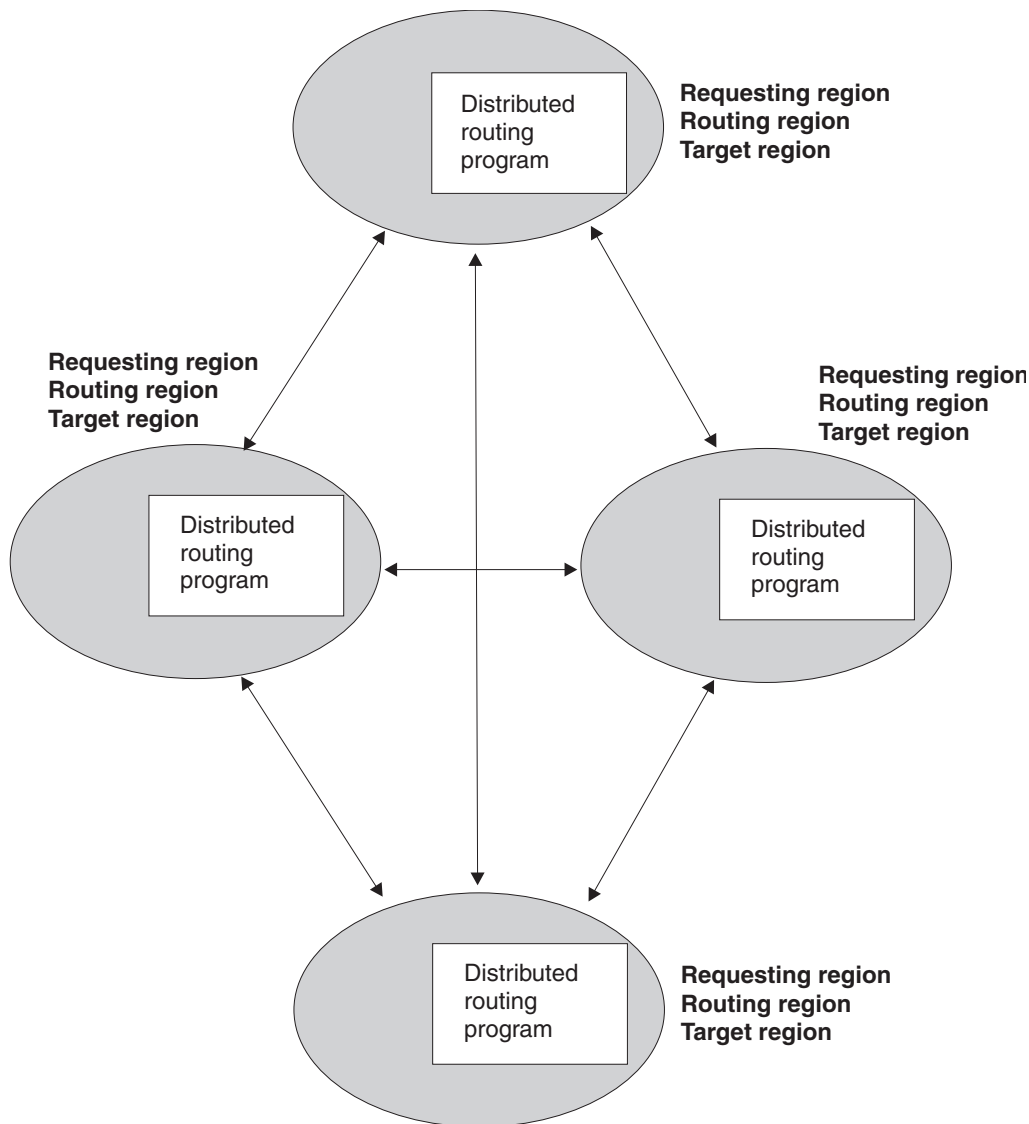 Distributed
routing
program
Requesting region
Routing region
Target region
Requesting region
Routing region
Target region
Requesting region
Routing region
Target region
Distributed
routing
program
Distributed
routing
program
Distributed
routing
program
Requesting region
Routing region
Target region